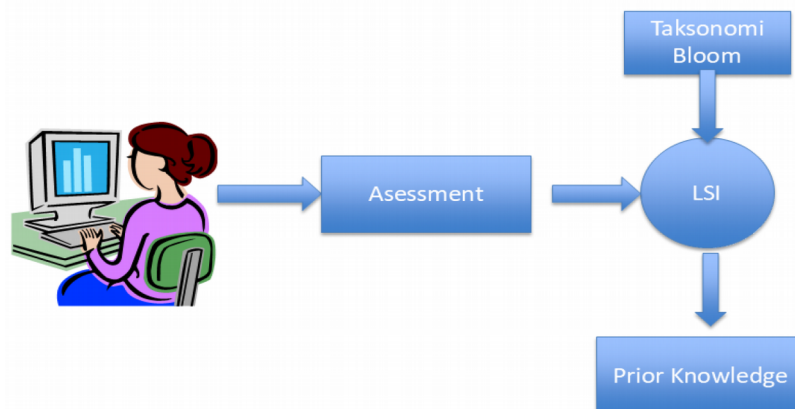 Taksonomi
Bloom
Asessment
LSI
Prior Knowledge